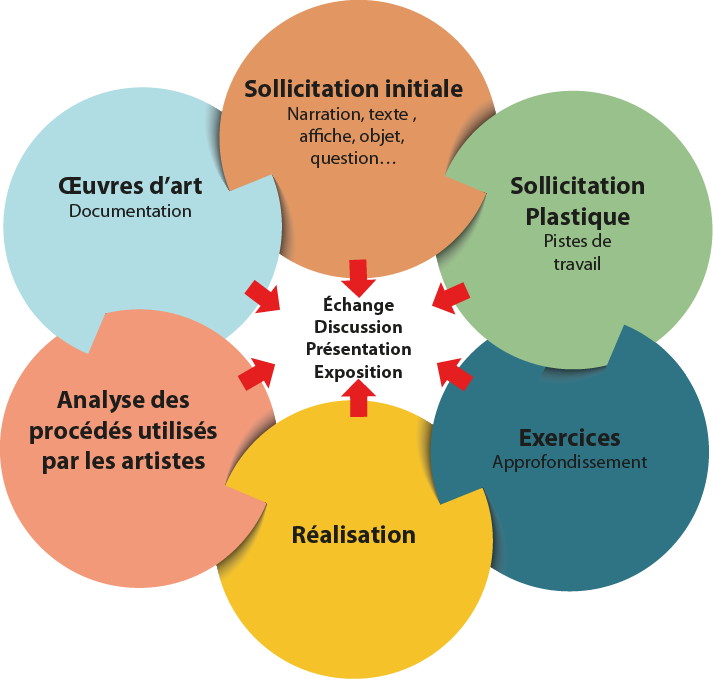 Sollicitation initiale
Narration, texte ,
affiche, objet,
question…
Œuvres d’art
Documentation
Sollicitation
Plastique
Pistes de
travail
Échange
Discussion
Présentation
Exposition
Analyse des
procédés utilisés
par les artistes
Exercices
Approfondissement
Réalisation